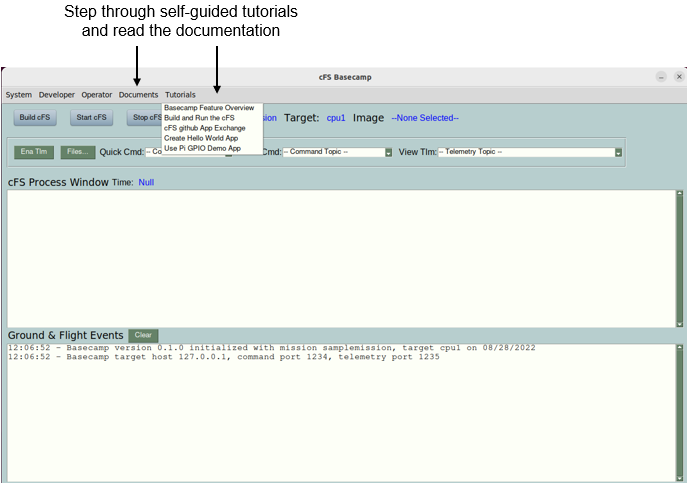 Step through self-guided tutorials
and read the documentation
cFS Basecamp
System Developer Operator Documents Tutorials
Basecamp Feature Overview
Build and Run the cFS
cFS github App Exchange
Create Hello World App
Use Pi GPIO Demo App
Build cFS Start cFS Stop cFS Target: cpu1 Image --None Selected--
Ena Tlm Files... Quick Cmd: Cmd: -- Command Topic -- View Tlm: -- Telemetry Topic --
cFS Process Window Time: Null
Ground & Flight Events Clear
12:06:52 - Basecamp version 0.1.0 initialized with mission samplemission, target cpu1 on 08/28/2022
12:06:52 - Basecamp target host 127.0.0.1, command port 1234, telemetry port 1235